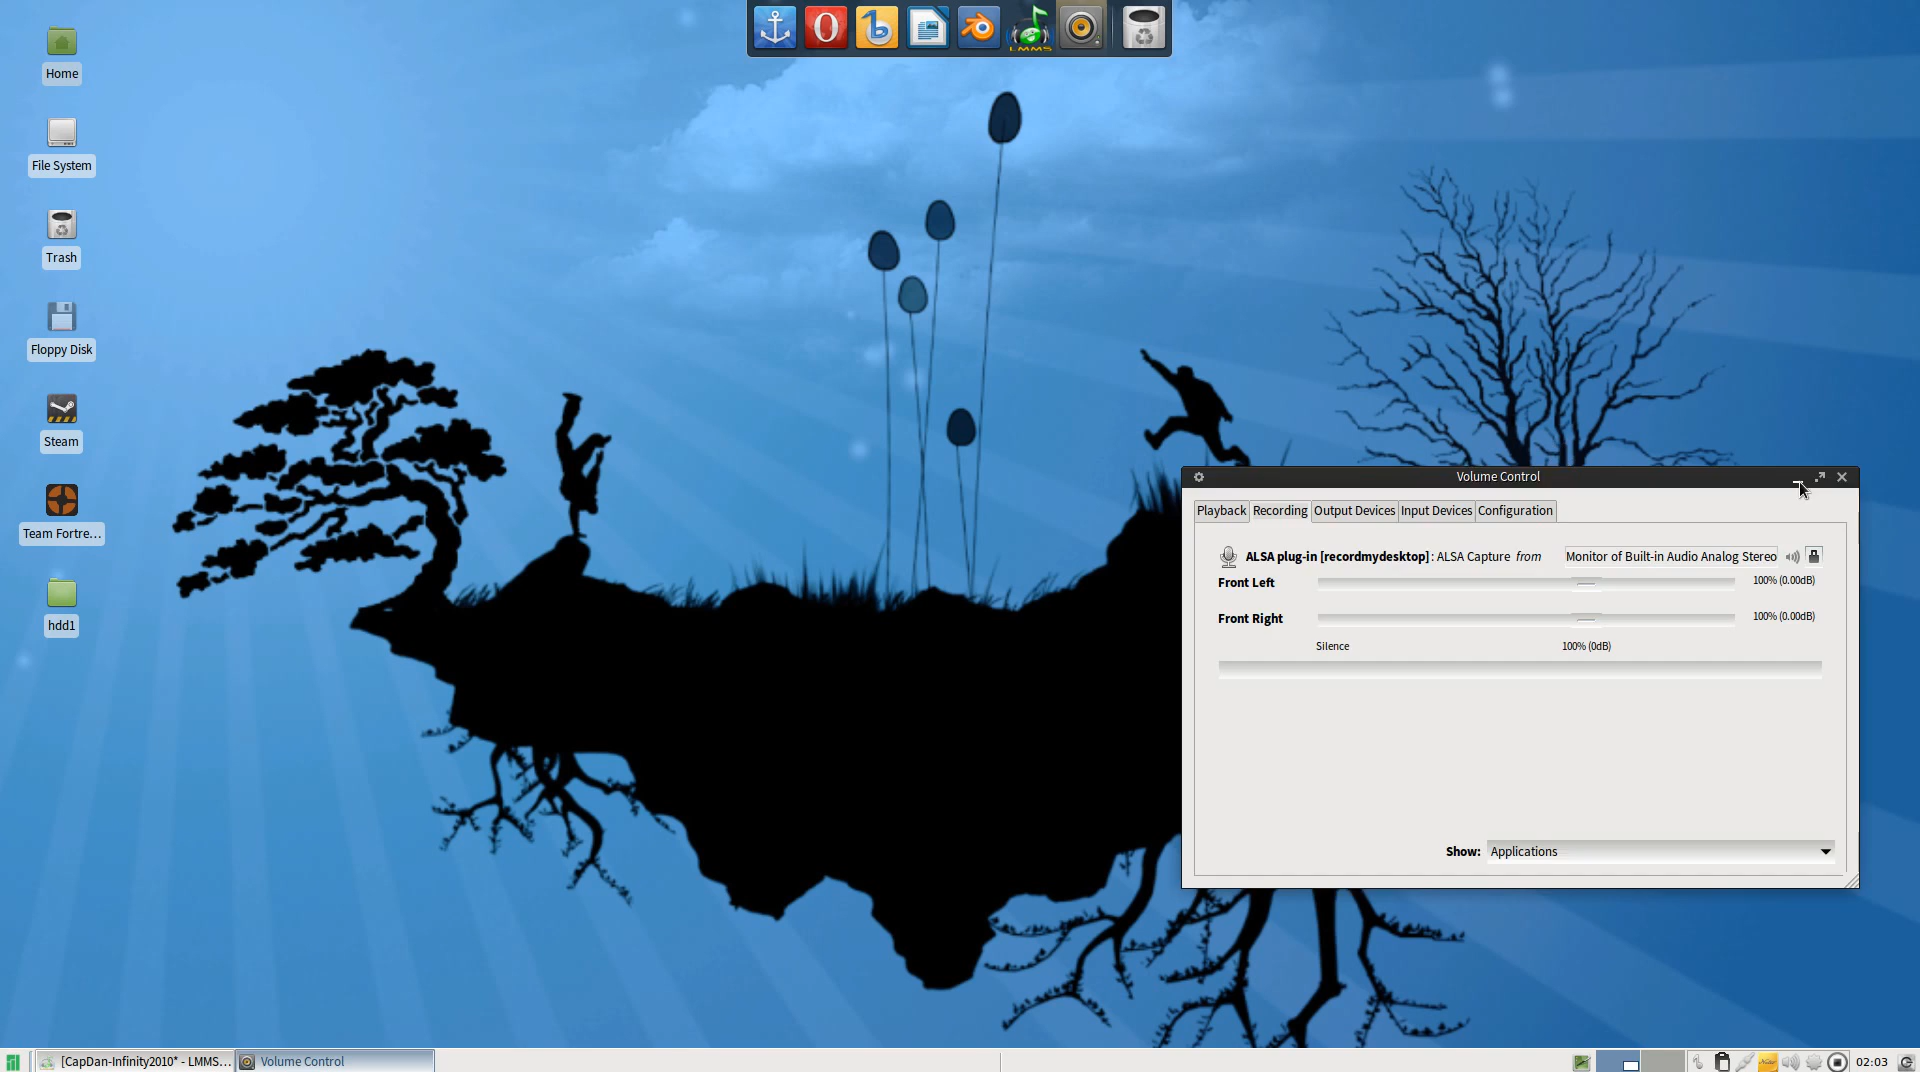 LMMS
Home
File System
Trash
Floppy Disk
Steam
Team Fortre...
hdd1
Volume Control
Playback Recording Output Devices Input Devices Configuration
ALSA plug-in [recordmydesktop] : ALSA Capture from Monitor of Built-in Audio Analog Stereo
Front Left 100% (0.00dB)
Front Right 100% (0.00dB)
Silence 100% (0dB)
Show: Applications
[CapDan-Infinity2010* - LMMS... Volume Control 02:03